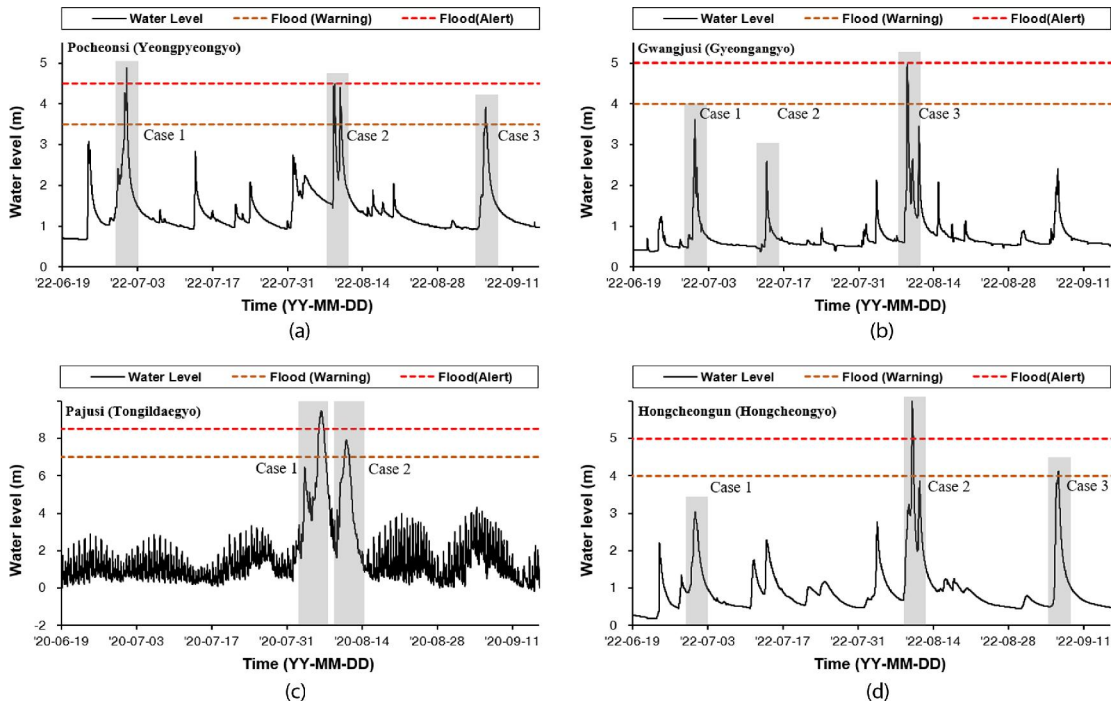 Water Level Flood (Warning) Flood(Alert)
Pocheonsi (Yeongpyeongyo)
Water level (m)
5
4
3
2
1
0
Case 1
Case 2
Case 3
'22-06-19 '22-07-03 '22-07-17 '22-07-31 '22-08-14 '22-08-28 '22-09-11
Time (YY-MM-DD)
(a)
Water Level Flood (Warning) Flood(Alert)
Gwangjusi (Gyeongangyo)
Water level (m)
5
4
3
2
1
0
Case 1
Case 2
Case 3
'22-06-19 '22-07-03 '22-07-17 '22-07-31 '22-08-14 '22-08-28 '22-09-11
Time (YY-MM-DD)
(b)
Water Level Flood (Warning) Flood(Alert)
Pajusi (Tongildaegyo)
Water level (m)
8
6
4
2
0
-2
Case 1
Case 2
'20-06-19 '20-07-03 '20-07-17 '20-07-31 '20-08-14 '20-08-28 '20-09-11
Time (YY-MM-DD)
(c)
Water Level Flood (Warning) Flood(Alert)
Hongcheongun (Hongcheongyo)
Water level (m)
5
4
3
2
1
0
Case 1
Case 2
Case 3
'22-06-19 '22-07-03 '22-07-17 '22-07-31 '22-08-14 '22-08-28 '22-09-11
Time (YY-MM-DD)
(d)